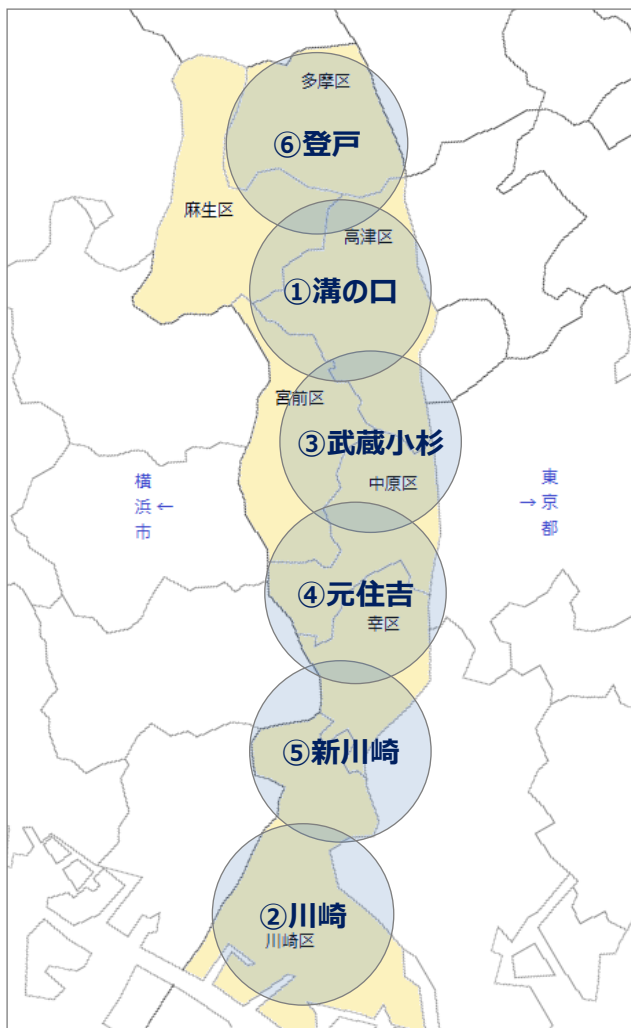 多摩区
⑥登戸
麻生区
高津区
①溝の口
宮前区
③武蔵小杉
中原区
横浜市←
→東京都
④元住吉
幸区
⑤新川崎
②川崎
川崎区